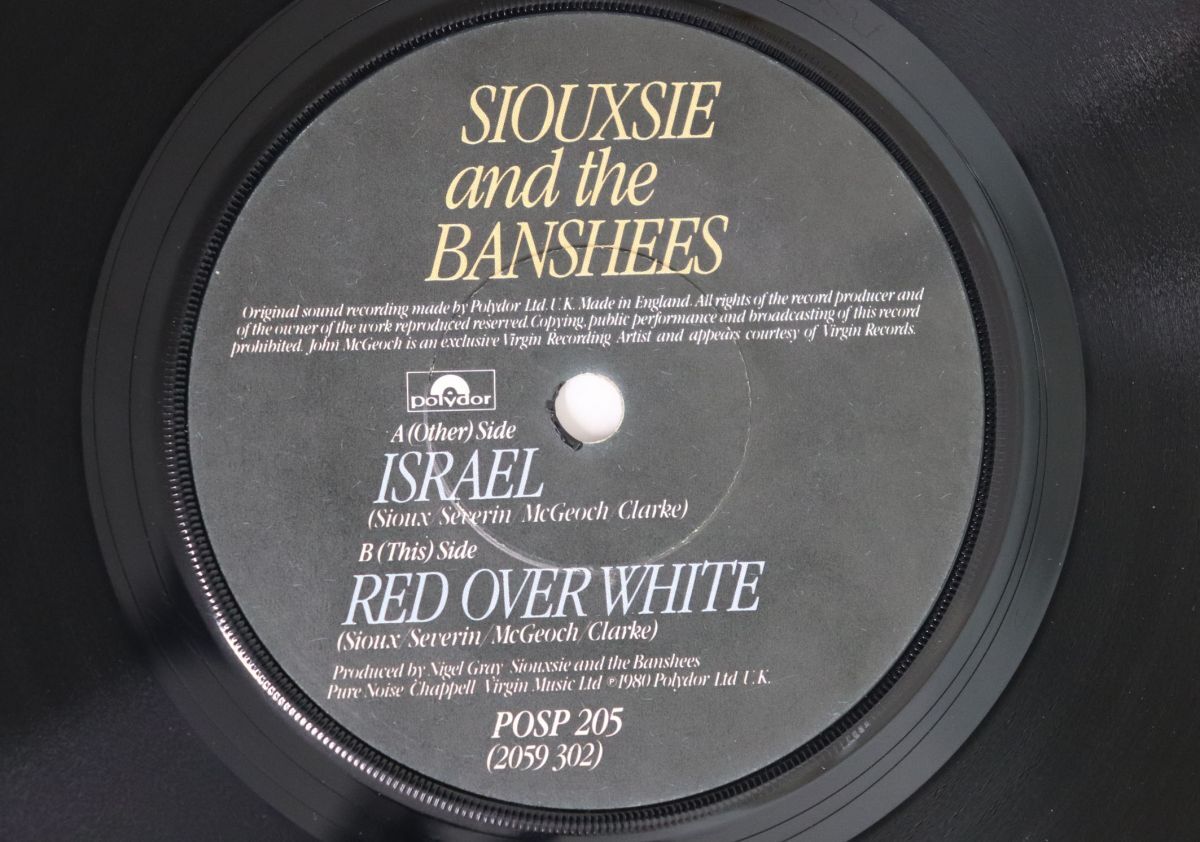 SIOUXSIE
and the
BANSHEES
Original sound recording made by Polydor Ltd. U.K. Made in England. All rights of the record producer and
of the owner of the work reproduced reserved. Copying, public performance and broadcasting of this record
prohibited. John McGeoch is an exclusive Virgin Recording Artist and appears courtesy of Virgin Records.
polydor
A (Other) Side
ISRAEL
(Sioux/Severin/McGeoch/Clarke)
B (This) Side
RED OVER WHITE
(Sioux/Severin/McGeoch/Clarke)
Produced by Nigel Gray Siouxsie and the Banshees
Pure Noise Chappell Virgin Music Ltd ℗1980 Polydor Ltd U.K.
POSP 205
(2059 302)